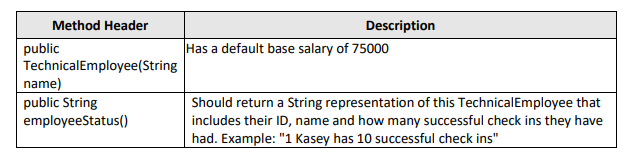 Method Header
Description
public
TechnicalEmployee(String
name)
Has a default base salary of 75000
public String
employeeStatus()
Should return a String representation of this TechnicalEmployee that
includes their ID, name and how many successful check ins they have
had. Example: "1 Kasey has 10 successful check ins"